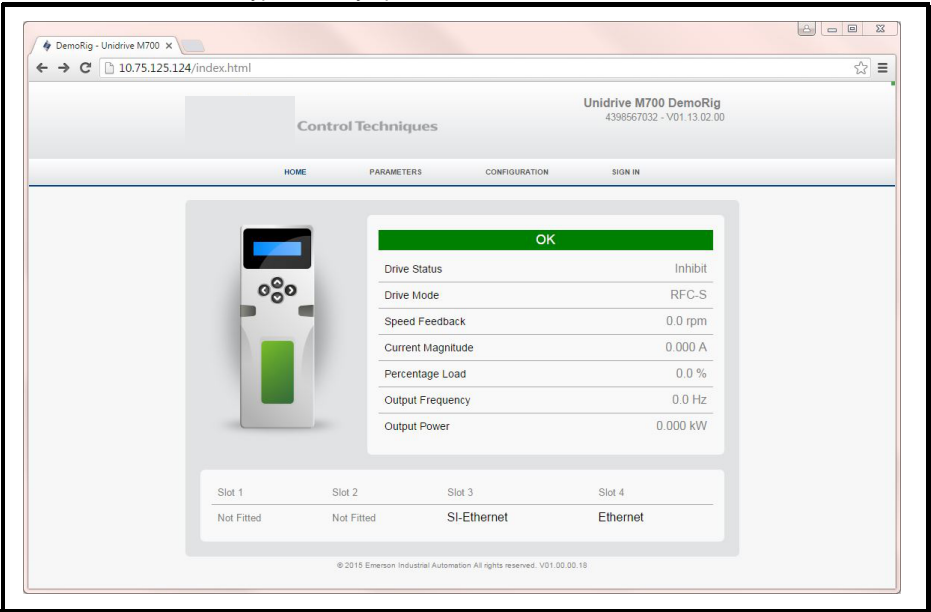 DemoRig - Unidrive M700
10.75.125.124/index.html
Unidrive M700 DemoRig
4398567032 - V01.13.02.00
Control Techniques
HOME PARAMETERS CONFIGURATION SIGN IN
OK
Drive Status Inhibit
Drive Mode RFC-S
Speed Feedback 0.0 rpm
Current Magnitude 0.000 A
Percentage Load 0.0 %
Output Frequency 0.0 Hz
Output Power 0.000 kW
Slot 1 Slot 2 Slot 3 Slot 4
Not Fitted Not Fitted SI-Ethernet Ethernet
© 2015 Emerson Industrial Automation All rights reserved. V01.00.00.18